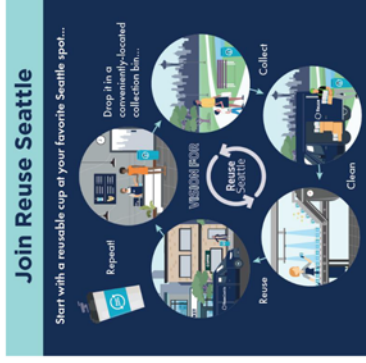 Join Reuse Seattle
Start with a reusable cup at your favorite Seattle spot...
Drop it in a
conveniently-located
collection bin...
Collect
Clean
Reuse
Repeat!
VISION FOR
Reuse
Seattle